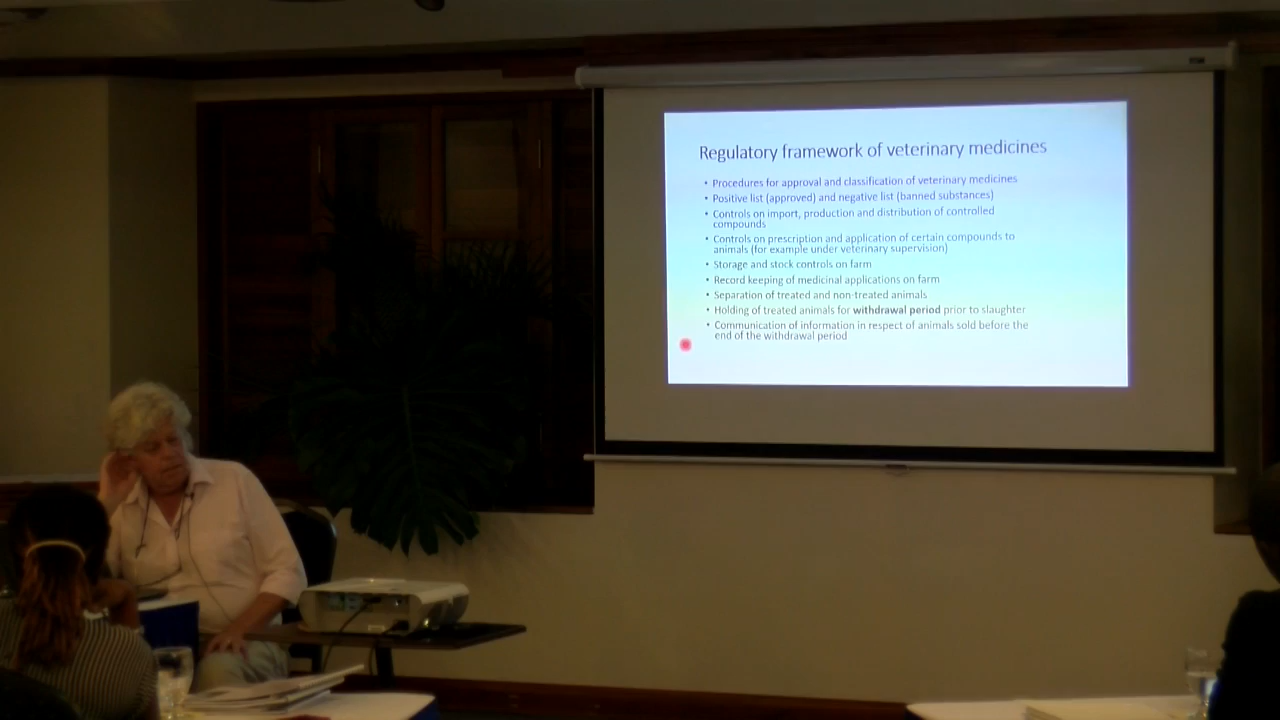 Regulatory framework of veterinary medicines
• Procedures for approval and classification of veterinary medicines
• Positive list (approved) and negative list (banned substances)
• Controls on import, production and distribution of controlled
compounds
• Controls on prescription and application of certain compounds to
animals (for example under veterinary supervision)
• Storage and stock controls on farm
• Record keeping of medicinal applications on farm
• Separation of treated and non-treated animals
• Holding of treated animals for withdrawal period prior to slaughter
• Communication of information in respect of animals sold before the
end of the withdrawal period